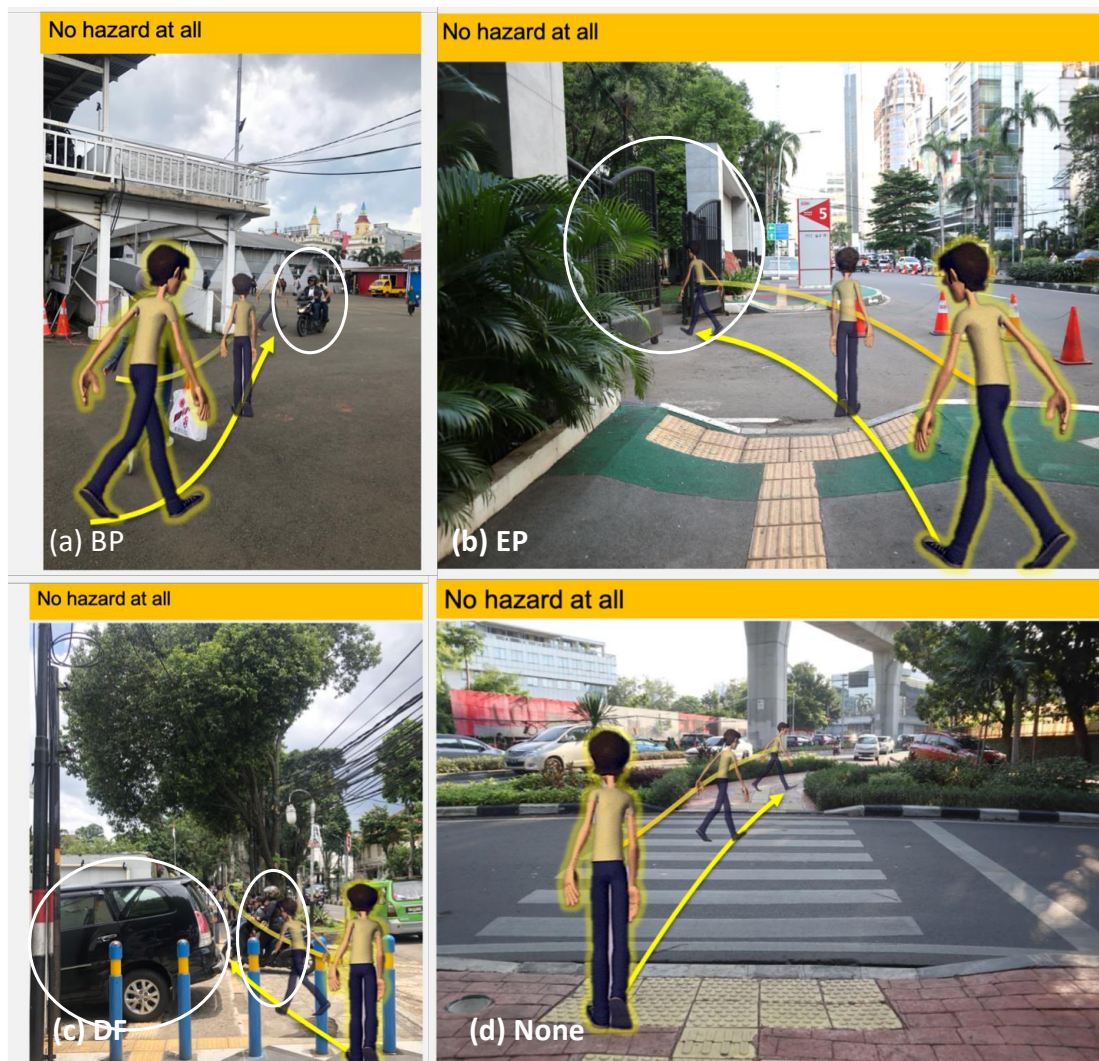 No hazard at all
(a) BP
No hazard at all
5
(b) EP
No hazard at all
(c) DF
No hazard at all
(d) None